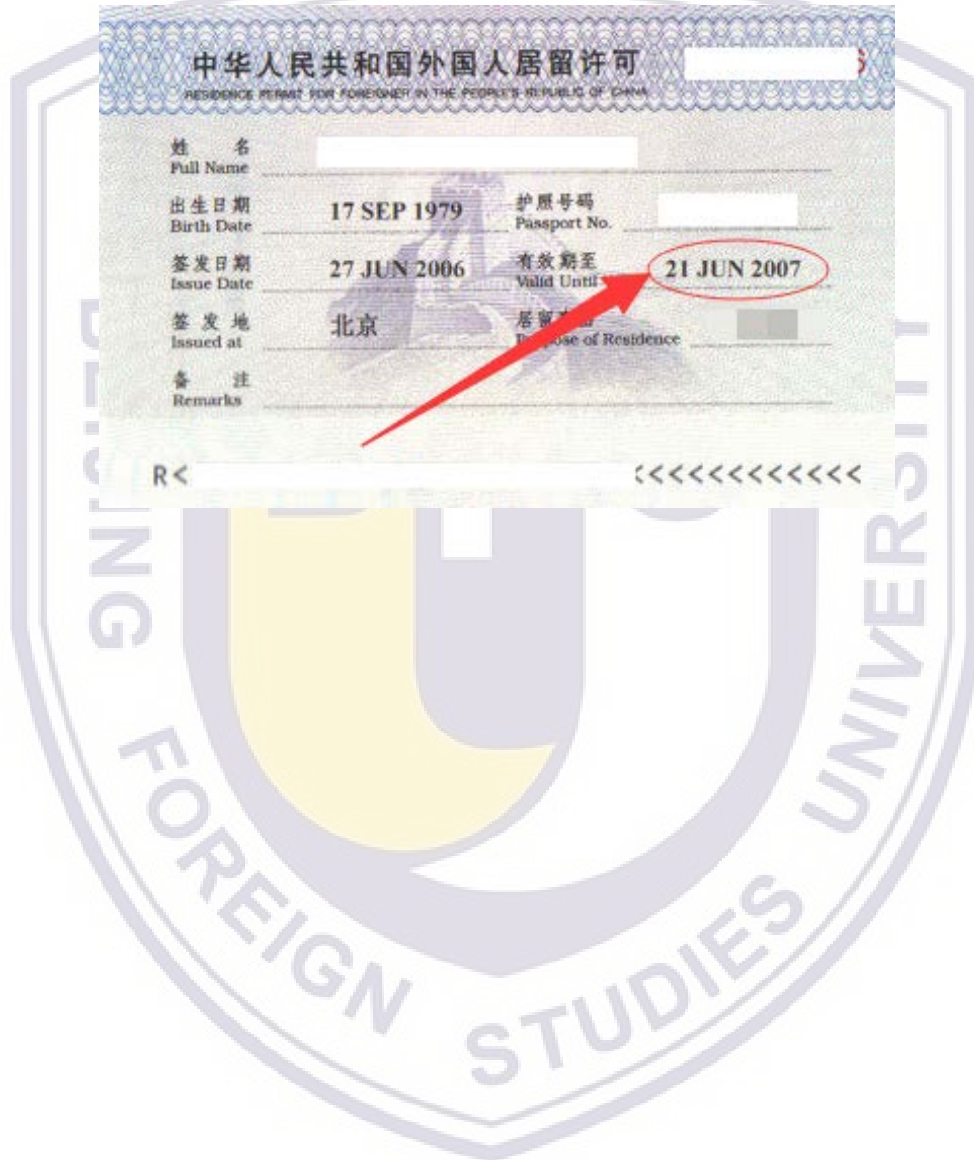 中华人民共和国外国人居留许可
RESIDENCE PERMIT FOR FOREIGNER IN THE PEOPLE'S REPUBLIC OF CHINA
姓 名
Full Name
出生日期 17 SEP 1979 护照号码
Birth Date Passport No.
签发日期 27 JUN 2006 有效期至 21 JUN 2007
Issue Date Valid Until
签发地 北京 居留
Issued at of Residence
备 注
Remarks
R< <<<<<<<<<<<<
BEIJING FOREIGN STUDIES UNIVERSITY